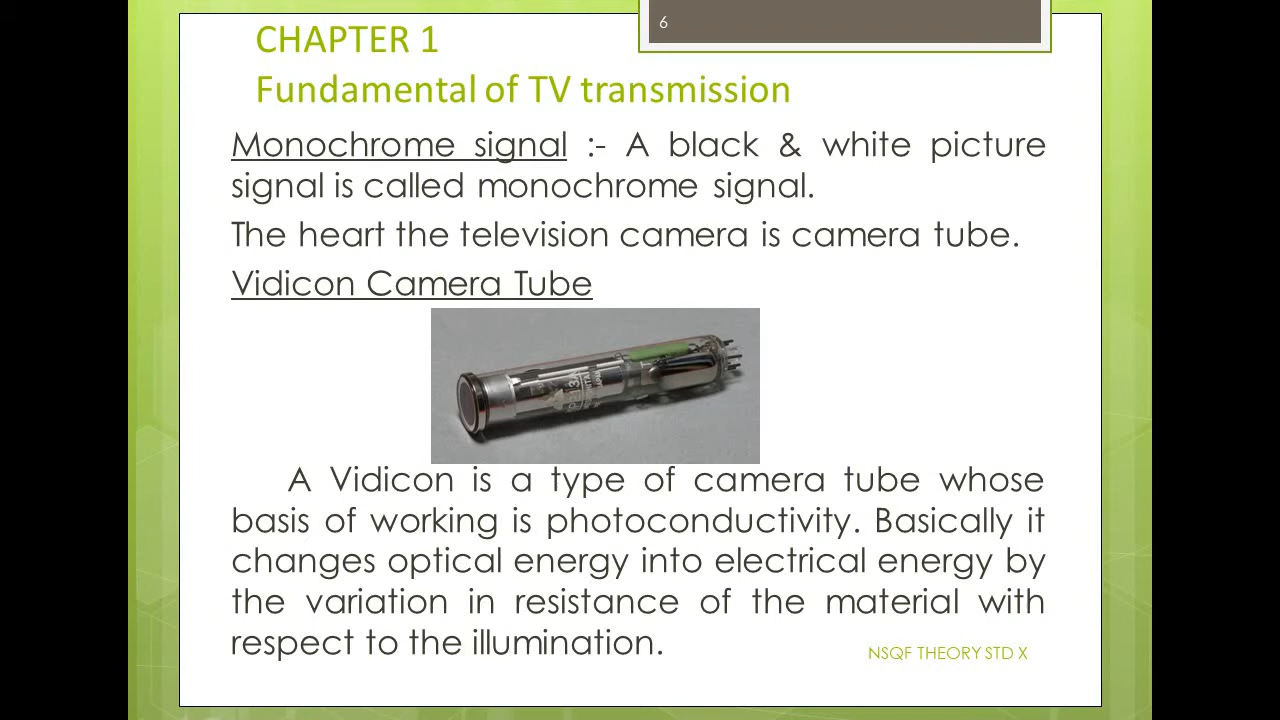 6
CHAPTER 1
Fundamental of TV transmission
Monochrome signal :- A black & white picture
signal is called monochrome signal.
The heart the television camera is camera tube.
Vidicon Camera Tube
A Vidicon is a type of camera tube whose
basis of working is photoconductivity. Basically it
changes optical energy into electrical energy by
the variation in resistance of the material with
respect to the illumination.
NSQF THEORY STD X